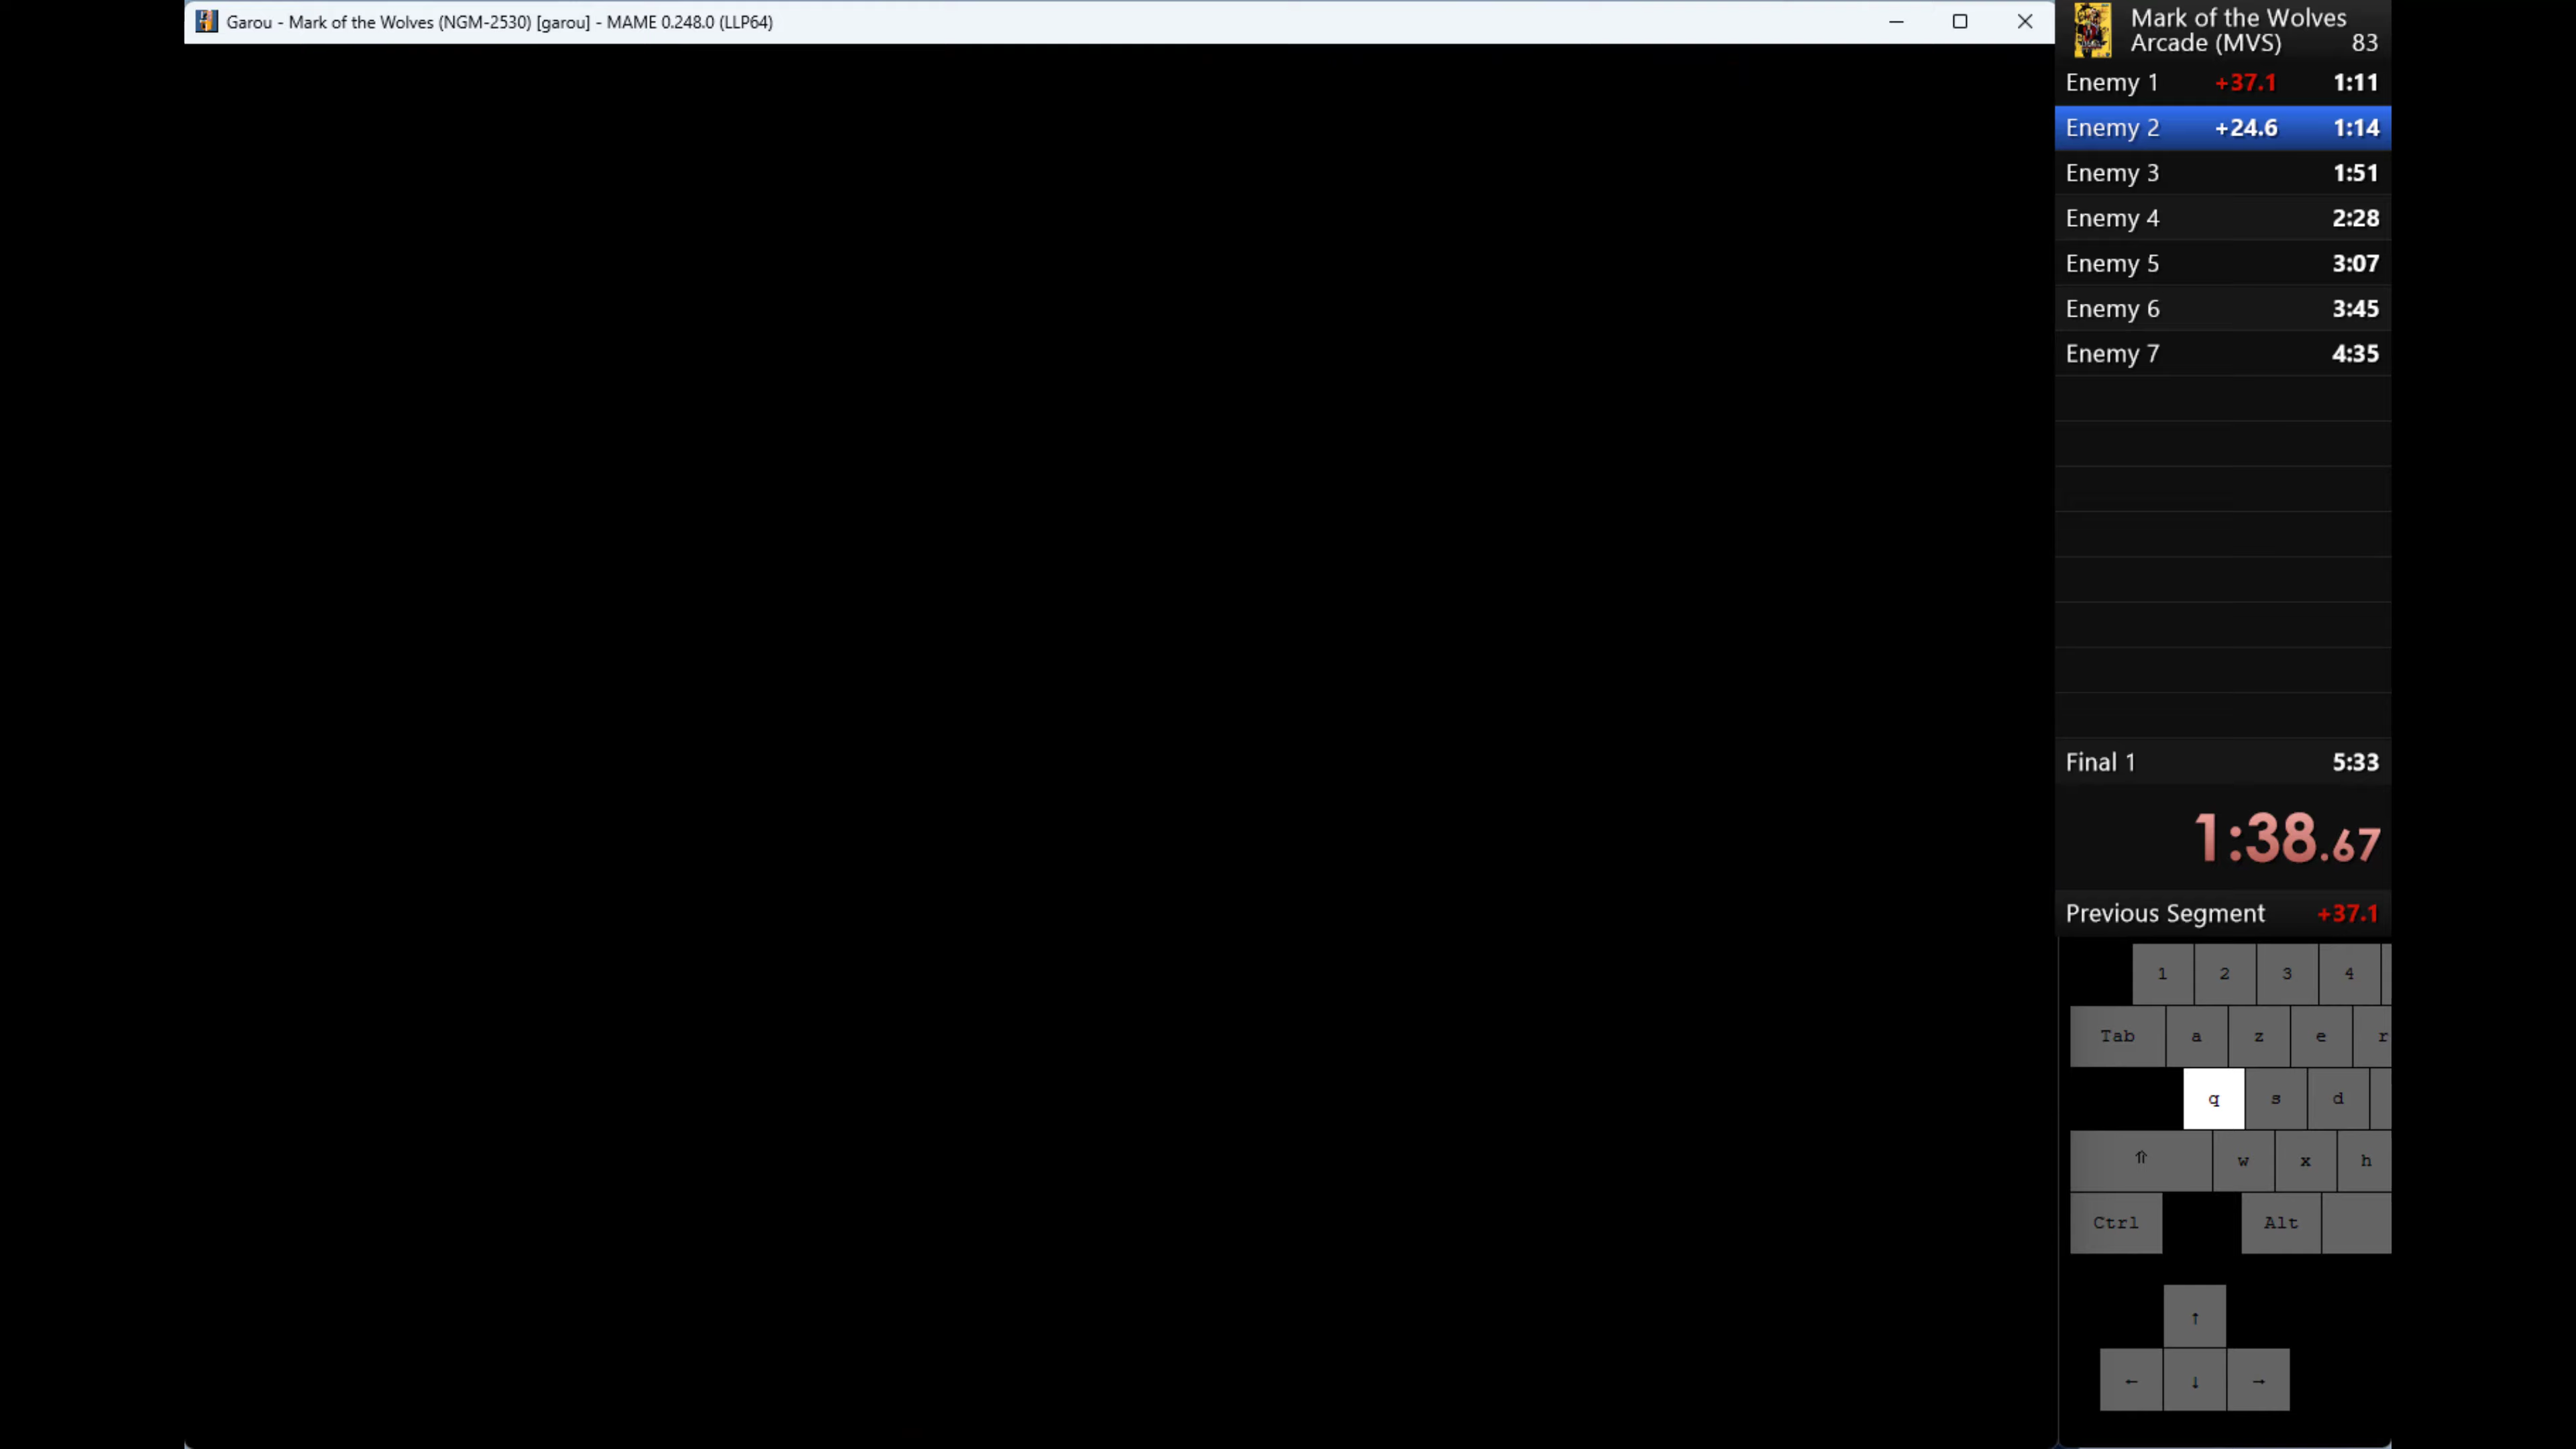 Garou - Mark of the Wolves (NGM-2530) [garou] - MAME 0.248.0 (LLP64)
Mark of the Wolves
Arcade (MVS) 83
Enemy 1 +37.1 1:11
Enemy 2 +24.6 1:14
Enemy 3 1:51
Enemy 4 2:28
Enemy 5 3:07
Enemy 6 3:45
Enemy 7 4:35
Final 1 5:33
1:38.67
Previous Segment +37.1
1 2 3 4
Tab a z e r
q s d
⇑ w x h
Ctrl Alt
↑
← ↓ →